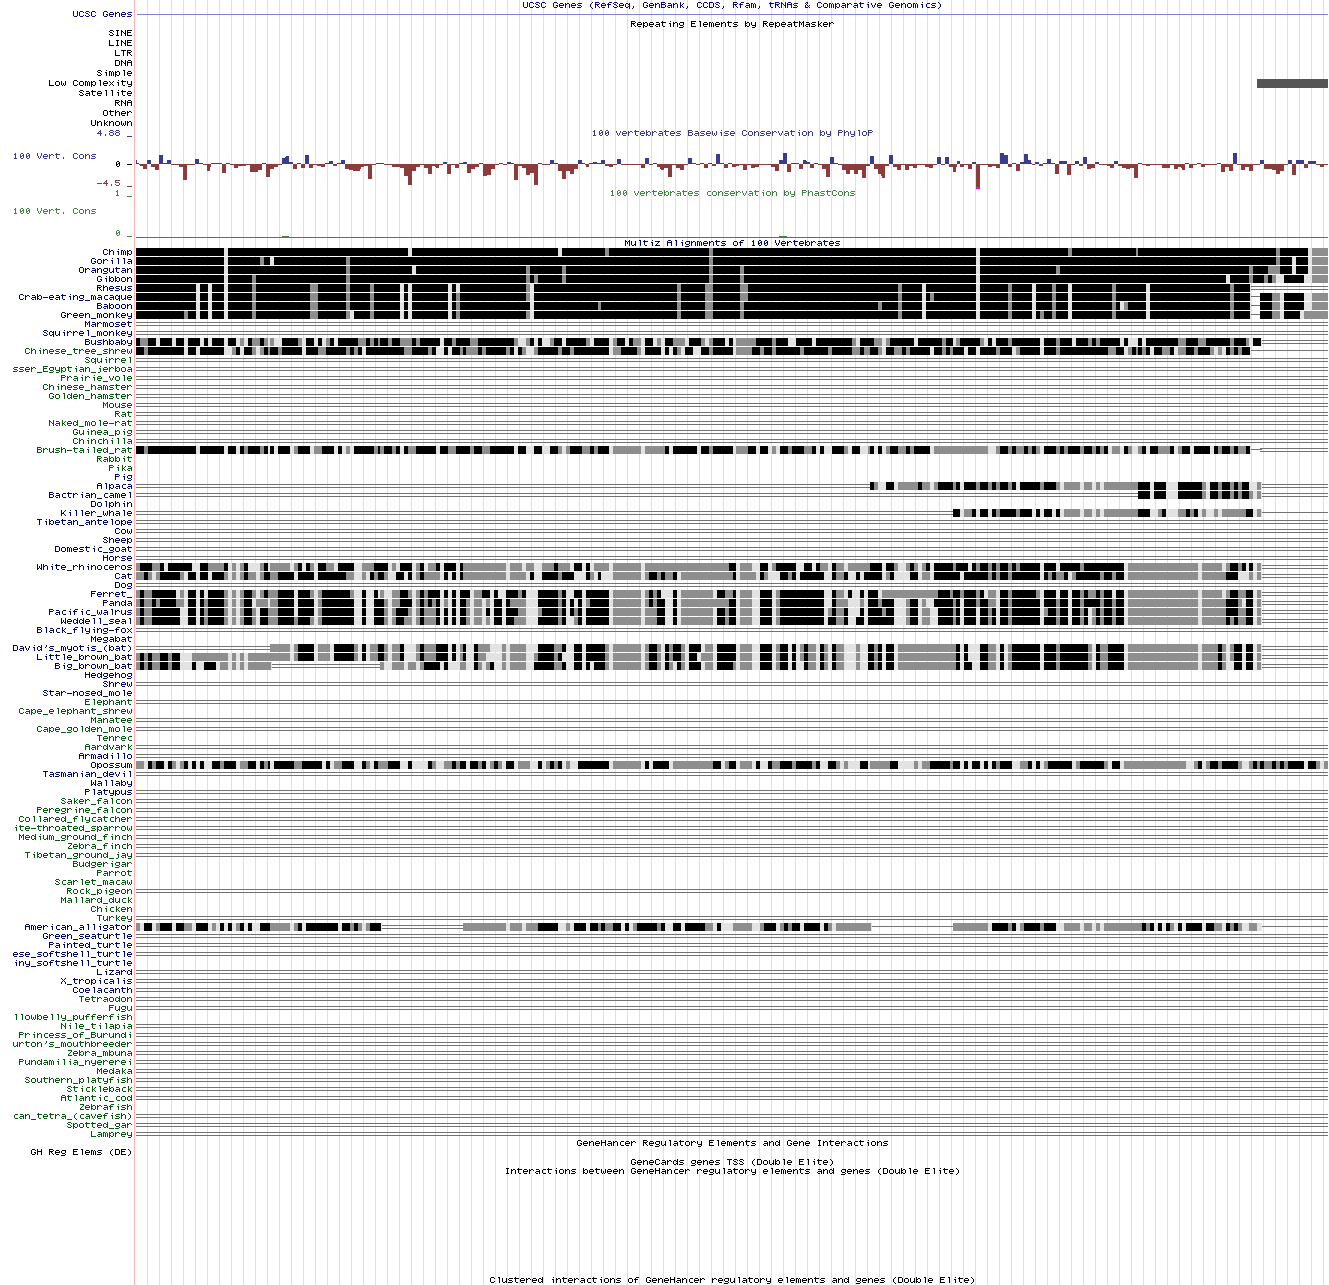 UCSC Genes (RefSeq, GenBank, CCDS, Rfam, tRNAs & Comparative Genomics)
UCSC Genes
Repeating Elements by RepeatMasker
SINE
LINE
LTR
DNA
Simple
Low Complexity
Satellite
RNA
Other
Unknown
4.88 _
100 vertebrates Basewise Conservation by PhyloP
100 Vert. Cons
0 -
-4.5 _
100 vertebrates conservation by PhastCons
1 _
100 Vert. Cons
0 _
Multiz Alignments of 100 Vertebrates
Chimp
Gorilla
Orangutan
Gibbon
Rhesus
Crab-eating_macaque
Baboon
Green_monkey
Marmoset
Squirrel_monkey
Bushbaby
Chinese_tree_shrew
Squirrel
sser_Egyptian_jerboa
Prairie_vole
Chinese_hamster
Golden_hamster
Mouse
Rat
Naked_mole-rat
Guinea_pig
Chinchilla
Brush-tailed_rat
Rabbit
Pika
Pig
Alpaca
Bactrian_camel
Dolphin
Killer_whale
Tibetan_antelope
Cow
Sheep
Domestic_goat
Horse
White_rhinoceros
Cat
Dog
Ferret_
Panda
Pacific_walrus
Weddell_seal
Black_flying-fox
Megabat
David's_myotis_(bat)
Little_brown_bat
Big_brown_bat
Hedgehog
Shrew
Star-nosed_mole
Elephant
Cape_elephant_shrew
Manatee
Cape_golden_mole
Tenrec
Aardvark
Armadillo
Opossum
Tasmanian_devil
Wallaby
Platypus
Saker_falcon
Peregrine_falcon
Collared_flycatcher
ite-throated_sparrow
Medium_ground_finch
Zebra_finch
Tibetan_ground_jay
Budgerigar
Parrot
Scarlet_macaw
Rock_pigeon
Mallard_duck
Chicken
Turkey
American_alligator
Green_seaturtle
Painted_turtle
ese_softshell_turtle
iny_softshell_turtle
Lizard
X_tropicalis
Coelacanth
Tetraodon
Fugu
llowbelly_pufferfish
Nile_tilapia
Princess_of_Burundi
urton's_mouthbreeder
Zebra_mbuna
Pundamilia_nyererei
Medaka
Southern_platyfish
Stickleback
Atlantic_cod
Zebrafish
can_tetra_(cavefish)
Spotted_gar
Lamprey
GeneHancer Regulatory Elements and Gene Interactions
GH Reg Elems (DE)
GeneCards genes TSS (Double Elite)
Interactions between GeneHancer regulatory elements and genes (Double Elite)
Clustered interactions of GeneHancer regulatory elements and genes (Double Elite)